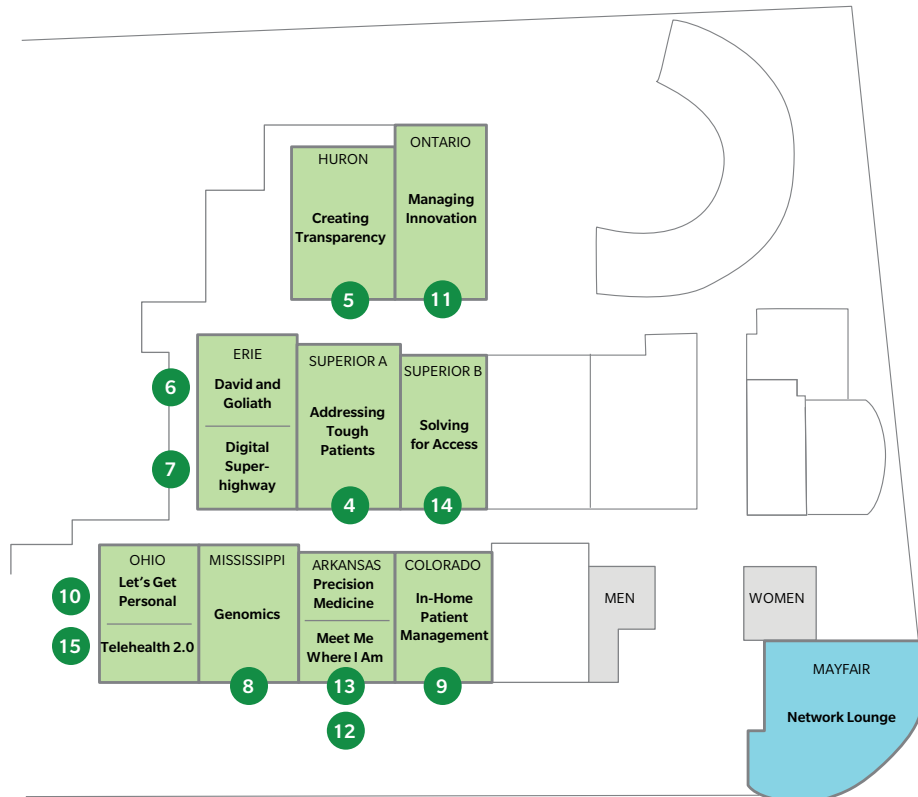 HURON
Creating
Transparency
5
ONTARIO
Managing
Innovation
11
ERIE
David and
Goliath
6
Digital
Super-
highway
7
SUPERIOR A
Addressing
Tough
Patients
4
SUPERIOR B
Solving
for Access
14
OHIO
Let’s Get
Personal
10
Telehealth 2.0
15
MISSISSIPPI
Genomics
8
ARKANSAS
Precision
Medicine
Meet Me
Where I Am
13
12
COLORADO
In-Home
Patient
Management
9
MEN
WOMEN
MAYFAIR
Network Lounge